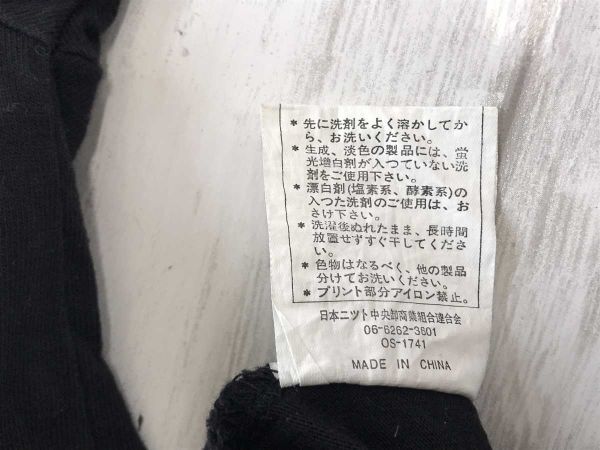 * 先に洗剤をよく溶かしてか
ら、お洗いください。
* 生成、淡色の製品には、蛍
光増白剤が入つていない洗
剤をご使用下さい。
* 漂白剤(塩素系、酵素系)の
入つた洗剤のご使用は、お
さけ下さい。
* 洗濯後ぬれたまま、長時間
放置せずすぐ干してくださ
い。
* 色物はなるべく、他の製品
分けてお洗いください。
* プリント部分アイロン禁止。
日本ニツト中央卸商業組合連合会
06-6262-3601
OS-1741
MADE IN CHINA